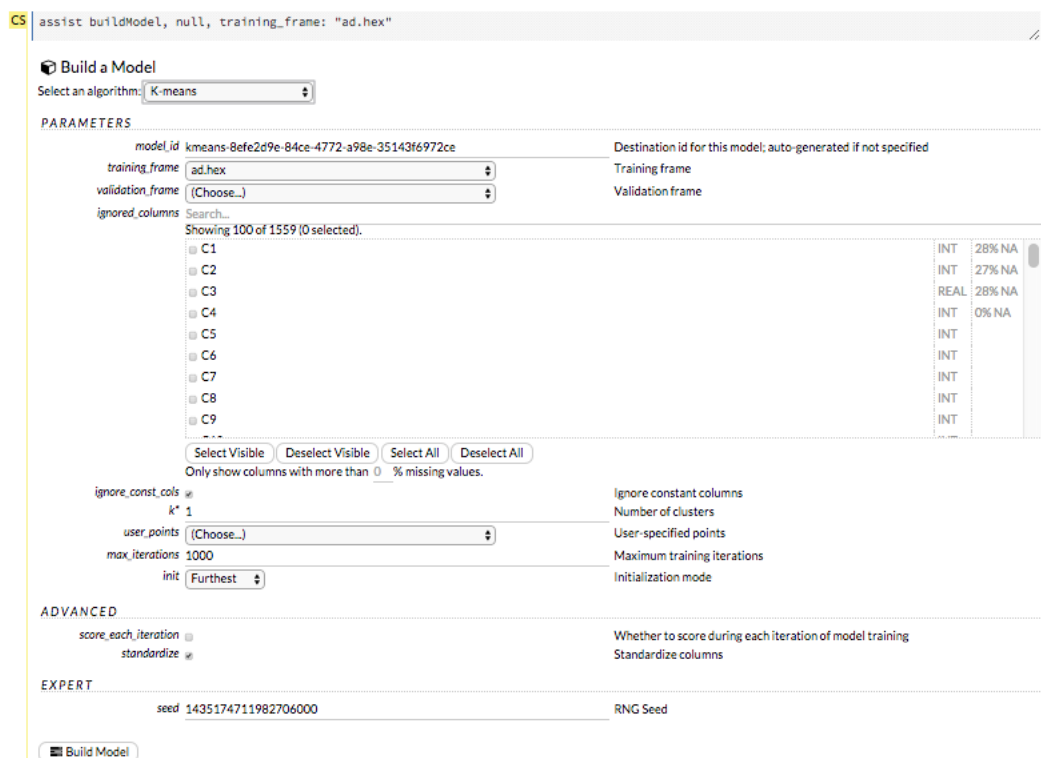 CS assist buildModel, null, training_frame: "ad.hex"
Build a Model
Select an algorithm: K-means
PARAMETERS
model_id kmeans-8efe2d9e-84ce-4772-a98e-35143f6972ce Destination id for this model; auto-generated if not specified
training_frame ad.hex Training frame
validation_frame (Choose...) Validation frame
ignored_columns Search...
Showing 100 of 1559 (0 selected).
C1 INT 28% NA
C2 INT 27% NA
C3 REAL 28% NA
C4 INT 0% NA
C5 INT
C6 INT
C7 INT
C8 INT
C9 INT
Select Visible Deselect Visible Select All Deselect All
Only show columns with more than 0 % missing values.
ignore_const_cols Ignore constant columns
k* 1 Number of clusters
user_points (Choose...) User-specified points
max_iterations 1000 Maximum training iterations
init Furthest Initialization mode
ADVANCED
score_each_iteration Whether to score during each iteration of model training
standardize Standardize columns
EXPERT
seed 1435174711982706000 RNG Seed
Build Model